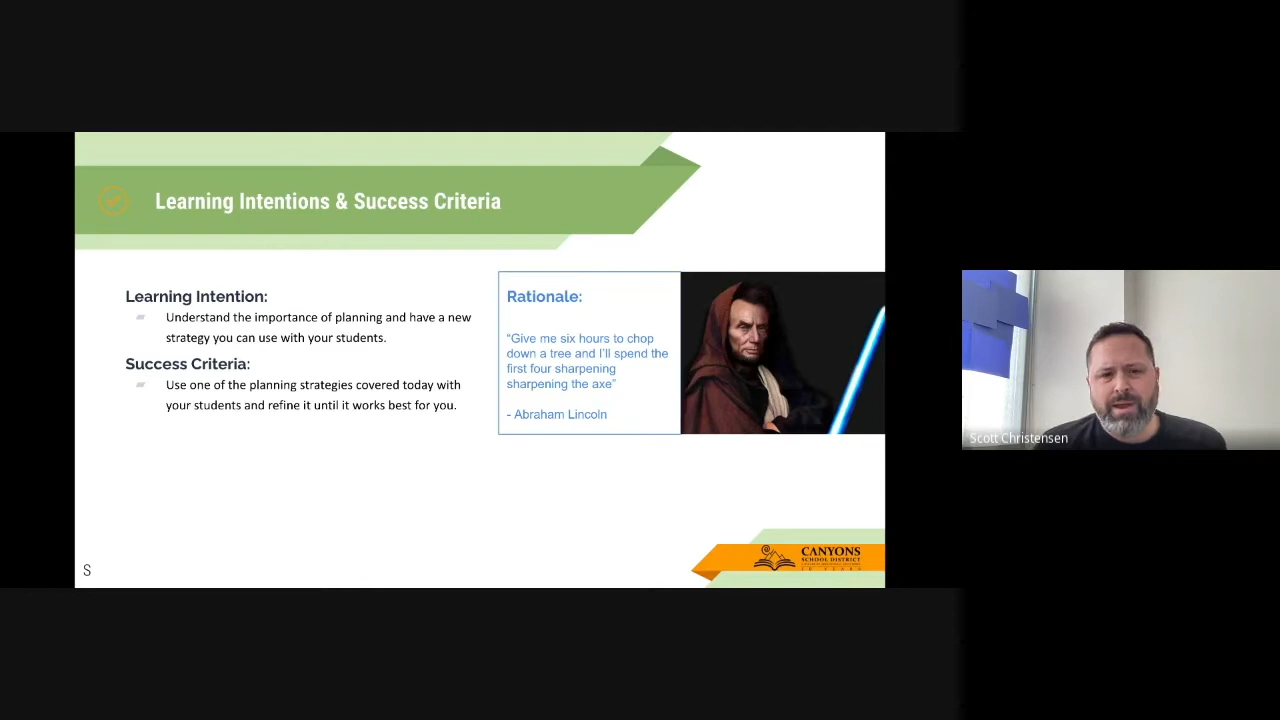 Learning Intentions & Success Criteria
Learning Intention:
Understand the importance of planning and have a new
strategy you can use with your students.
Success Criteria:
Use one of the planning strategies covered today with
your students and refine it until it works best for you.
Rationale:
“Give me six hours to chop
down a tree and I’ll spend the
first four sharpening
sharpening the axe”
- Abraham Lincoln
S
CANYONS
SCHOOL DISTRICT
Scott Christensen